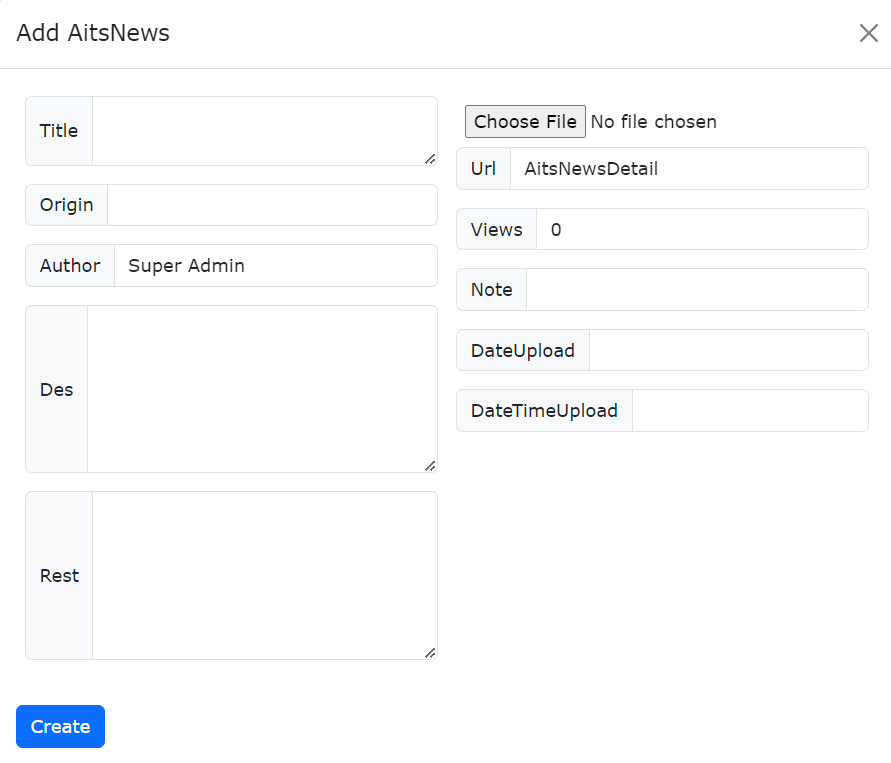 Add AitsNews
Title
Origin
Author Super Admin
Des
Rest
Choose File No file chosen
Url AitsNewsDetail
Views 0
Note
DateUpload
DateTimeUpload
Create